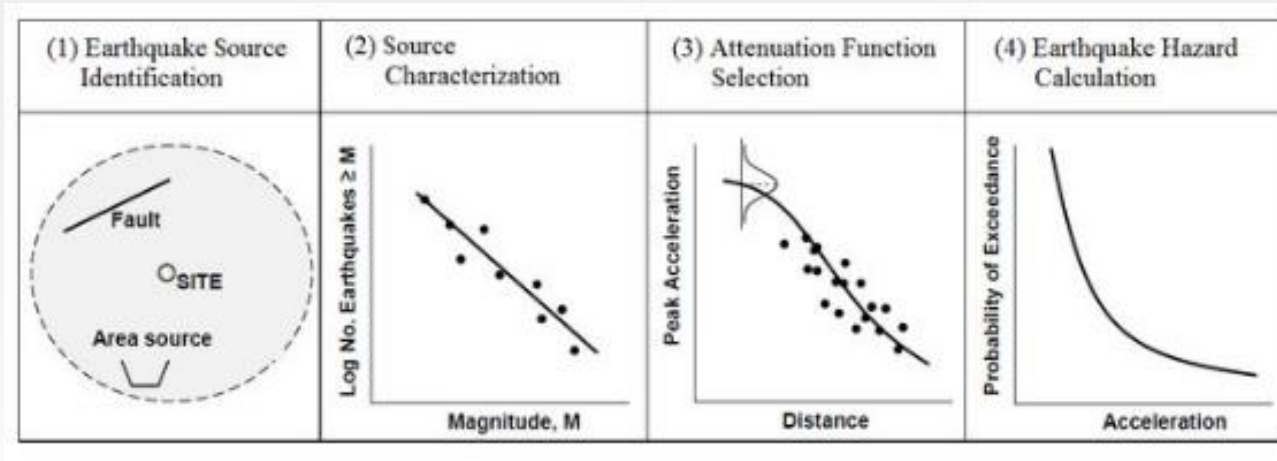 (1) Earthquake Source
Identification
(2) Source
Characterization
(3) Attenuation Function
Selection
(4) Earthquake Hazard
Calculation
Fault
SITE
Area source
Log No. Earthquakes ≥ M
Magnitude, M
Peak Acceleration
Distance
Probability of Exceedance
Acceleration